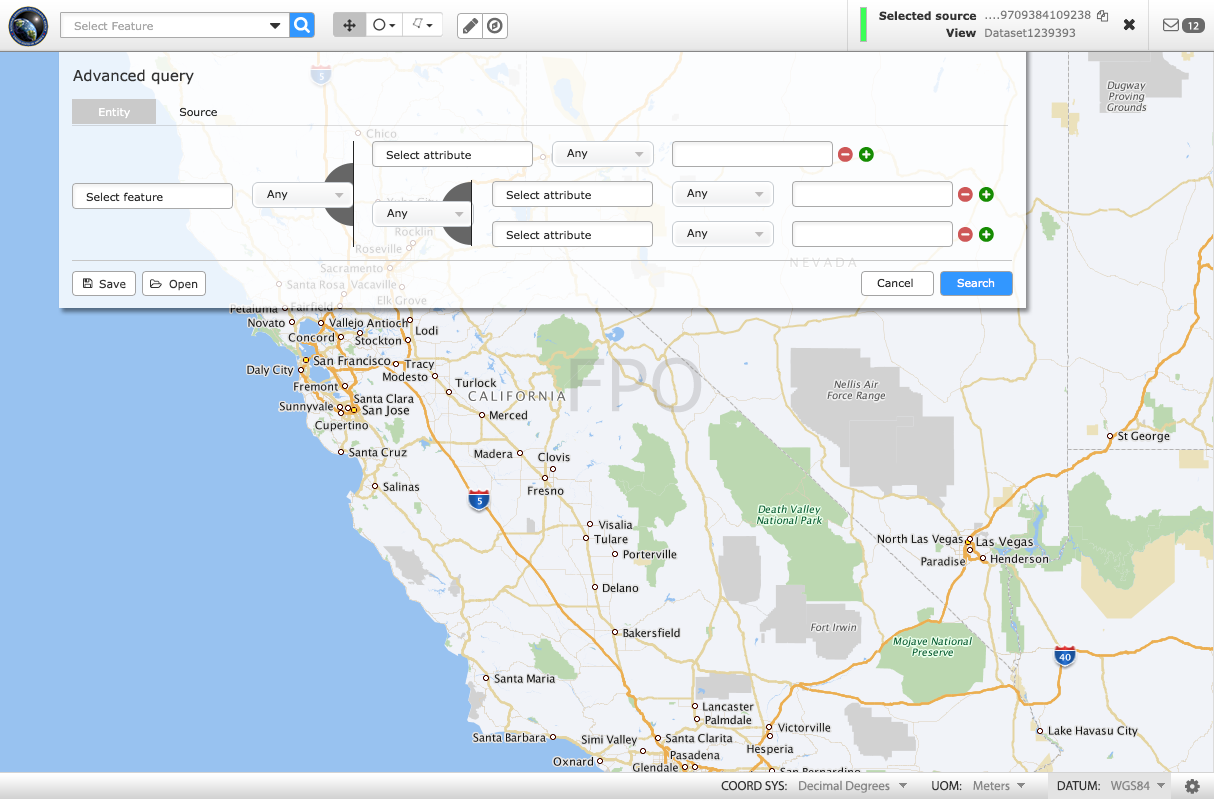 Select Feature
Selected source ....9709384109238
View Dataset1239393
12
Advanced query
Entity Source
Select attribute Any
Select feature Any
Any Select attribute Any
Select attribute Any
Save Open Cancel Search
5
Chico
Rocklin
Roseville
Sacramento
Santa Rosa Vacaville
Elk Grove
NEVADA
Petaluma Fairfield
Novato Vallejo Antioch Lodi
Concord Stockton
San Francisco Tracy
Daly City Modesto
Fremont Turlock
CALIFORNIA
FPO
Santa Clara
Sunnyvale San Jose Merced
Cupertino
Santa Cruz Madera Clovis
Salinas Fresno
5
Visalia
Tulare
Porterville
Delano
Bakersfield
Santa Maria
Lancaster
Palmdale
Victorville
Santa Barbara Simi Valley Santa Clarita
Hesperia
Pasadena
Oxnard Glendale San Bernardino
Dugway
Proving
Grounds
Nellis Air
Force Range
St George
Death Valley
National Park
North Las Vegas Las Vegas
Paradise Henderson
Fort Irwin
Mojave National
Preserve
40
Lake Havasu City
COORD SYS: Decimal Degrees UOM: Meters DATUM: WGS84